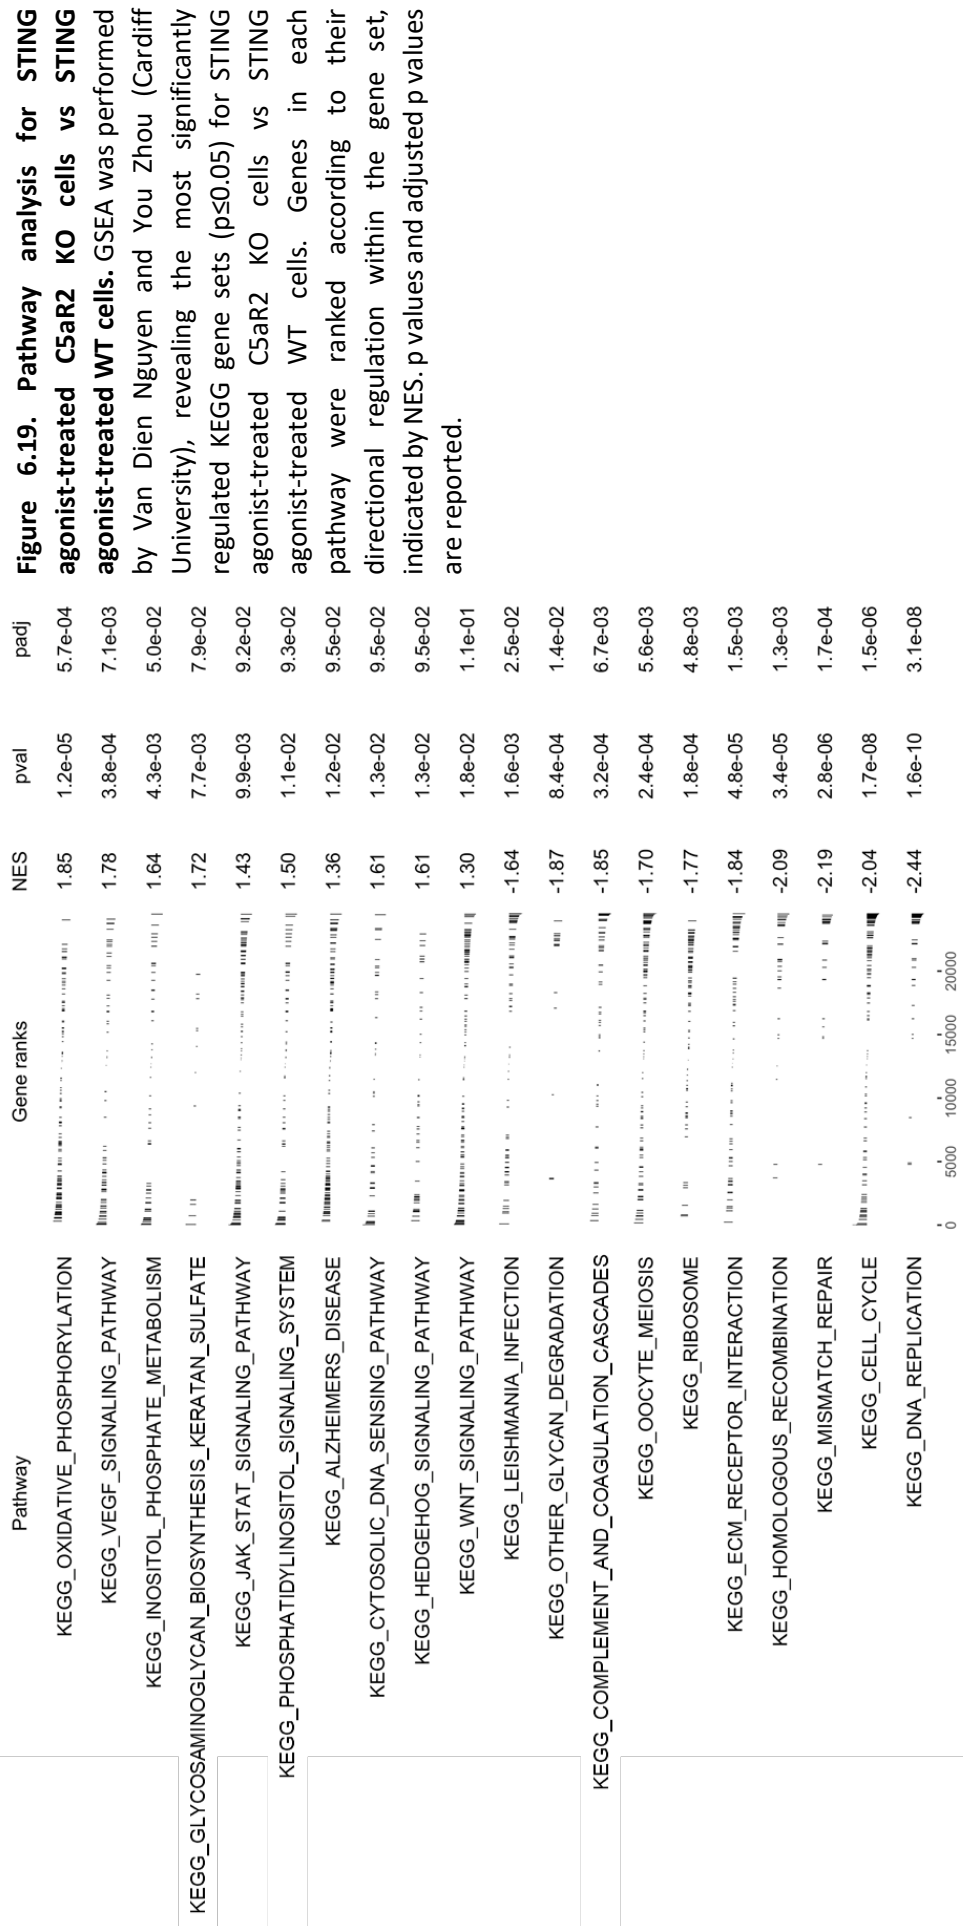 Pathway Gene ranks NES pval padj
KEGG_OXIDATIVE_PHOSPHORYLATION 1.85 1.2e-05 5.7e-04
KEGG_VEGF_SIGNALING_PATHWAY 1.78 3.8e-04 7.1e-03
KEGG_INOSITOL_PHOSPHATE_METABOLISM 1.64 4.3e-03 5.0e-02
KEGG_GLYCOSAMINOGLYCAN_BIOSYNTHESIS_KERATAN_SULFATE 1.72 7.7e-03 7.9e-02
KEGG_JAK_STAT_SIGNALING_PATHWAY 1.43 9.9e-03 9.2e-02
KEGG_PHOSPHATIDYLINOSITOL_SIGNALING_SYSTEM 1.50 1.1e-02 9.3e-02
KEGG_ALZHEIMERS_DISEASE 1.36 1.2e-02 9.5e-02
KEGG_CYTOSOLIC_DNA_SENSING_PATHWAY 1.61 1.3e-02 9.5e-02
KEGG_HEDGEHOG_SIGNALING_PATHWAY 1.61 1.3e-02 9.5e-02
KEGG_WNT_SIGNALING_PATHWAY 1.30 1.8e-02 1.1e-01
KEGG_LEISHMANIA_INFECTION -1.64 1.6e-03 2.5e-02
KEGG_OTHER_GLYCAN_DEGRADATION -1.87 8.4e-04 1.4e-02
KEGG_COMPLEMENT_AND_COAGULATION_CASCADES -1.85 3.2e-04 6.7e-03
KEGG_OOCYTE_MEIOSIS -1.70 2.4e-04 5.6e-03
KEGG_RIBOSOME -1.77 1.8e-04 4.8e-03
KEGG_ECM_RECEPTOR_INTERACTION -1.84 4.8e-05 1.5e-03
KEGG_HOMOLOGOUS_RECOMBINATION -2.09 3.4e-05 1.3e-03
KEGG_MISMATCH_REPAIR -2.19 2.8e-06 1.7e-04
KEGG_CELL_CYCLE -2.04 1.7e-08 1.5e-06
KEGG_DNA_REPLICATION -2.44 1.6e-10 3.1e-08
0 5000 10000 15000 20000
Figure 6.19. Pathway analysis for STING
agonist-treated C5aR2 KO cells vs STING
agonist-treated WT cells. GSEA was performed
by Van Dien Nguyen and You Zhou (Cardiff
University), revealing the most significantly
regulated KEGG gene sets (p≤0.05) for STING
agonist-treated C5aR2 KO cells vs STING
agonist-treated WT cells. Genes in each
pathway were ranked according to their
directional regulation within the gene set,
indicated by NES. p values and adjusted p values
are reported.